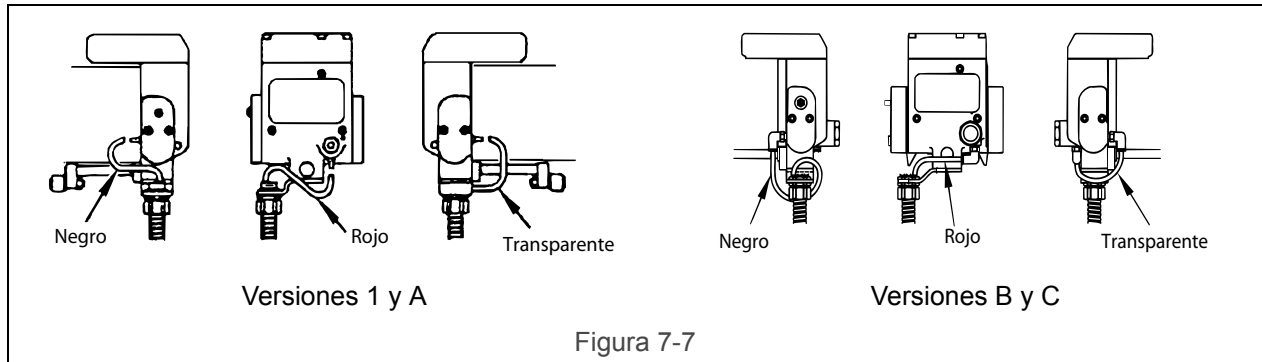 Negro
Rojo
Transparente
Negro
Rojo
Transparente
Versiones 1 y A
Versiones B y C
Figura 7-7